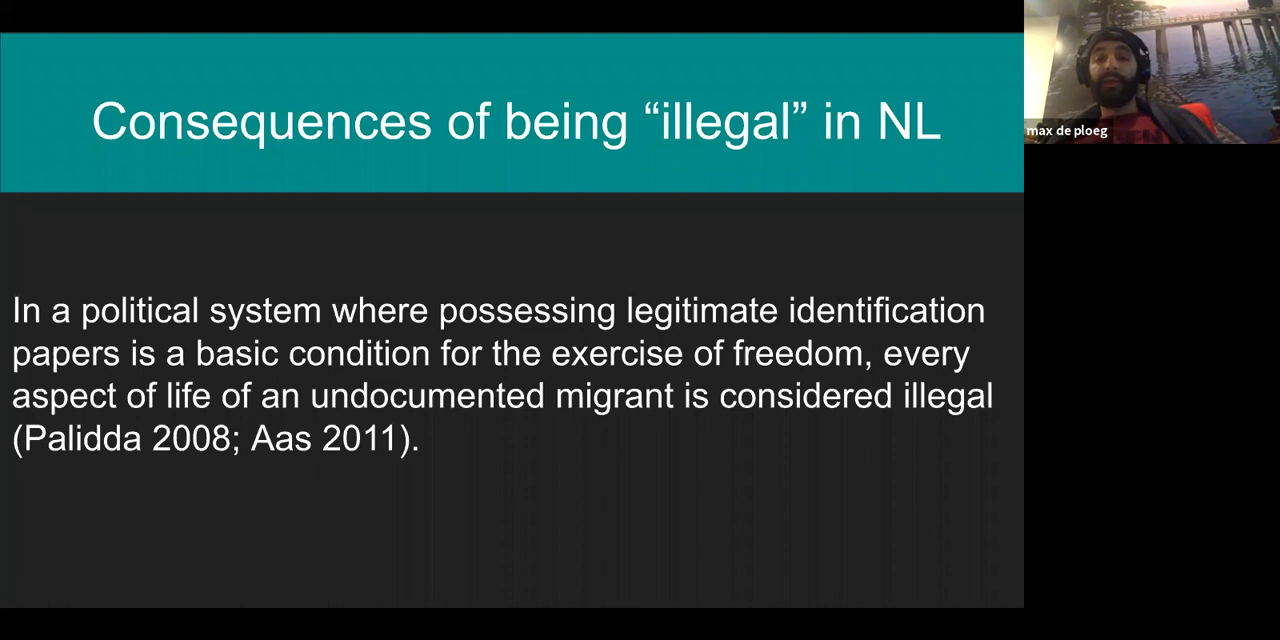 Consequences of being “illegal” in NL
max de ploeg
In a political system where possessing legitimate identification
papers is a basic condition for the exercise of freedom, every
aspect of life of an undocumented migrant is considered illegal
(Palidda 2008; Aas 2011).